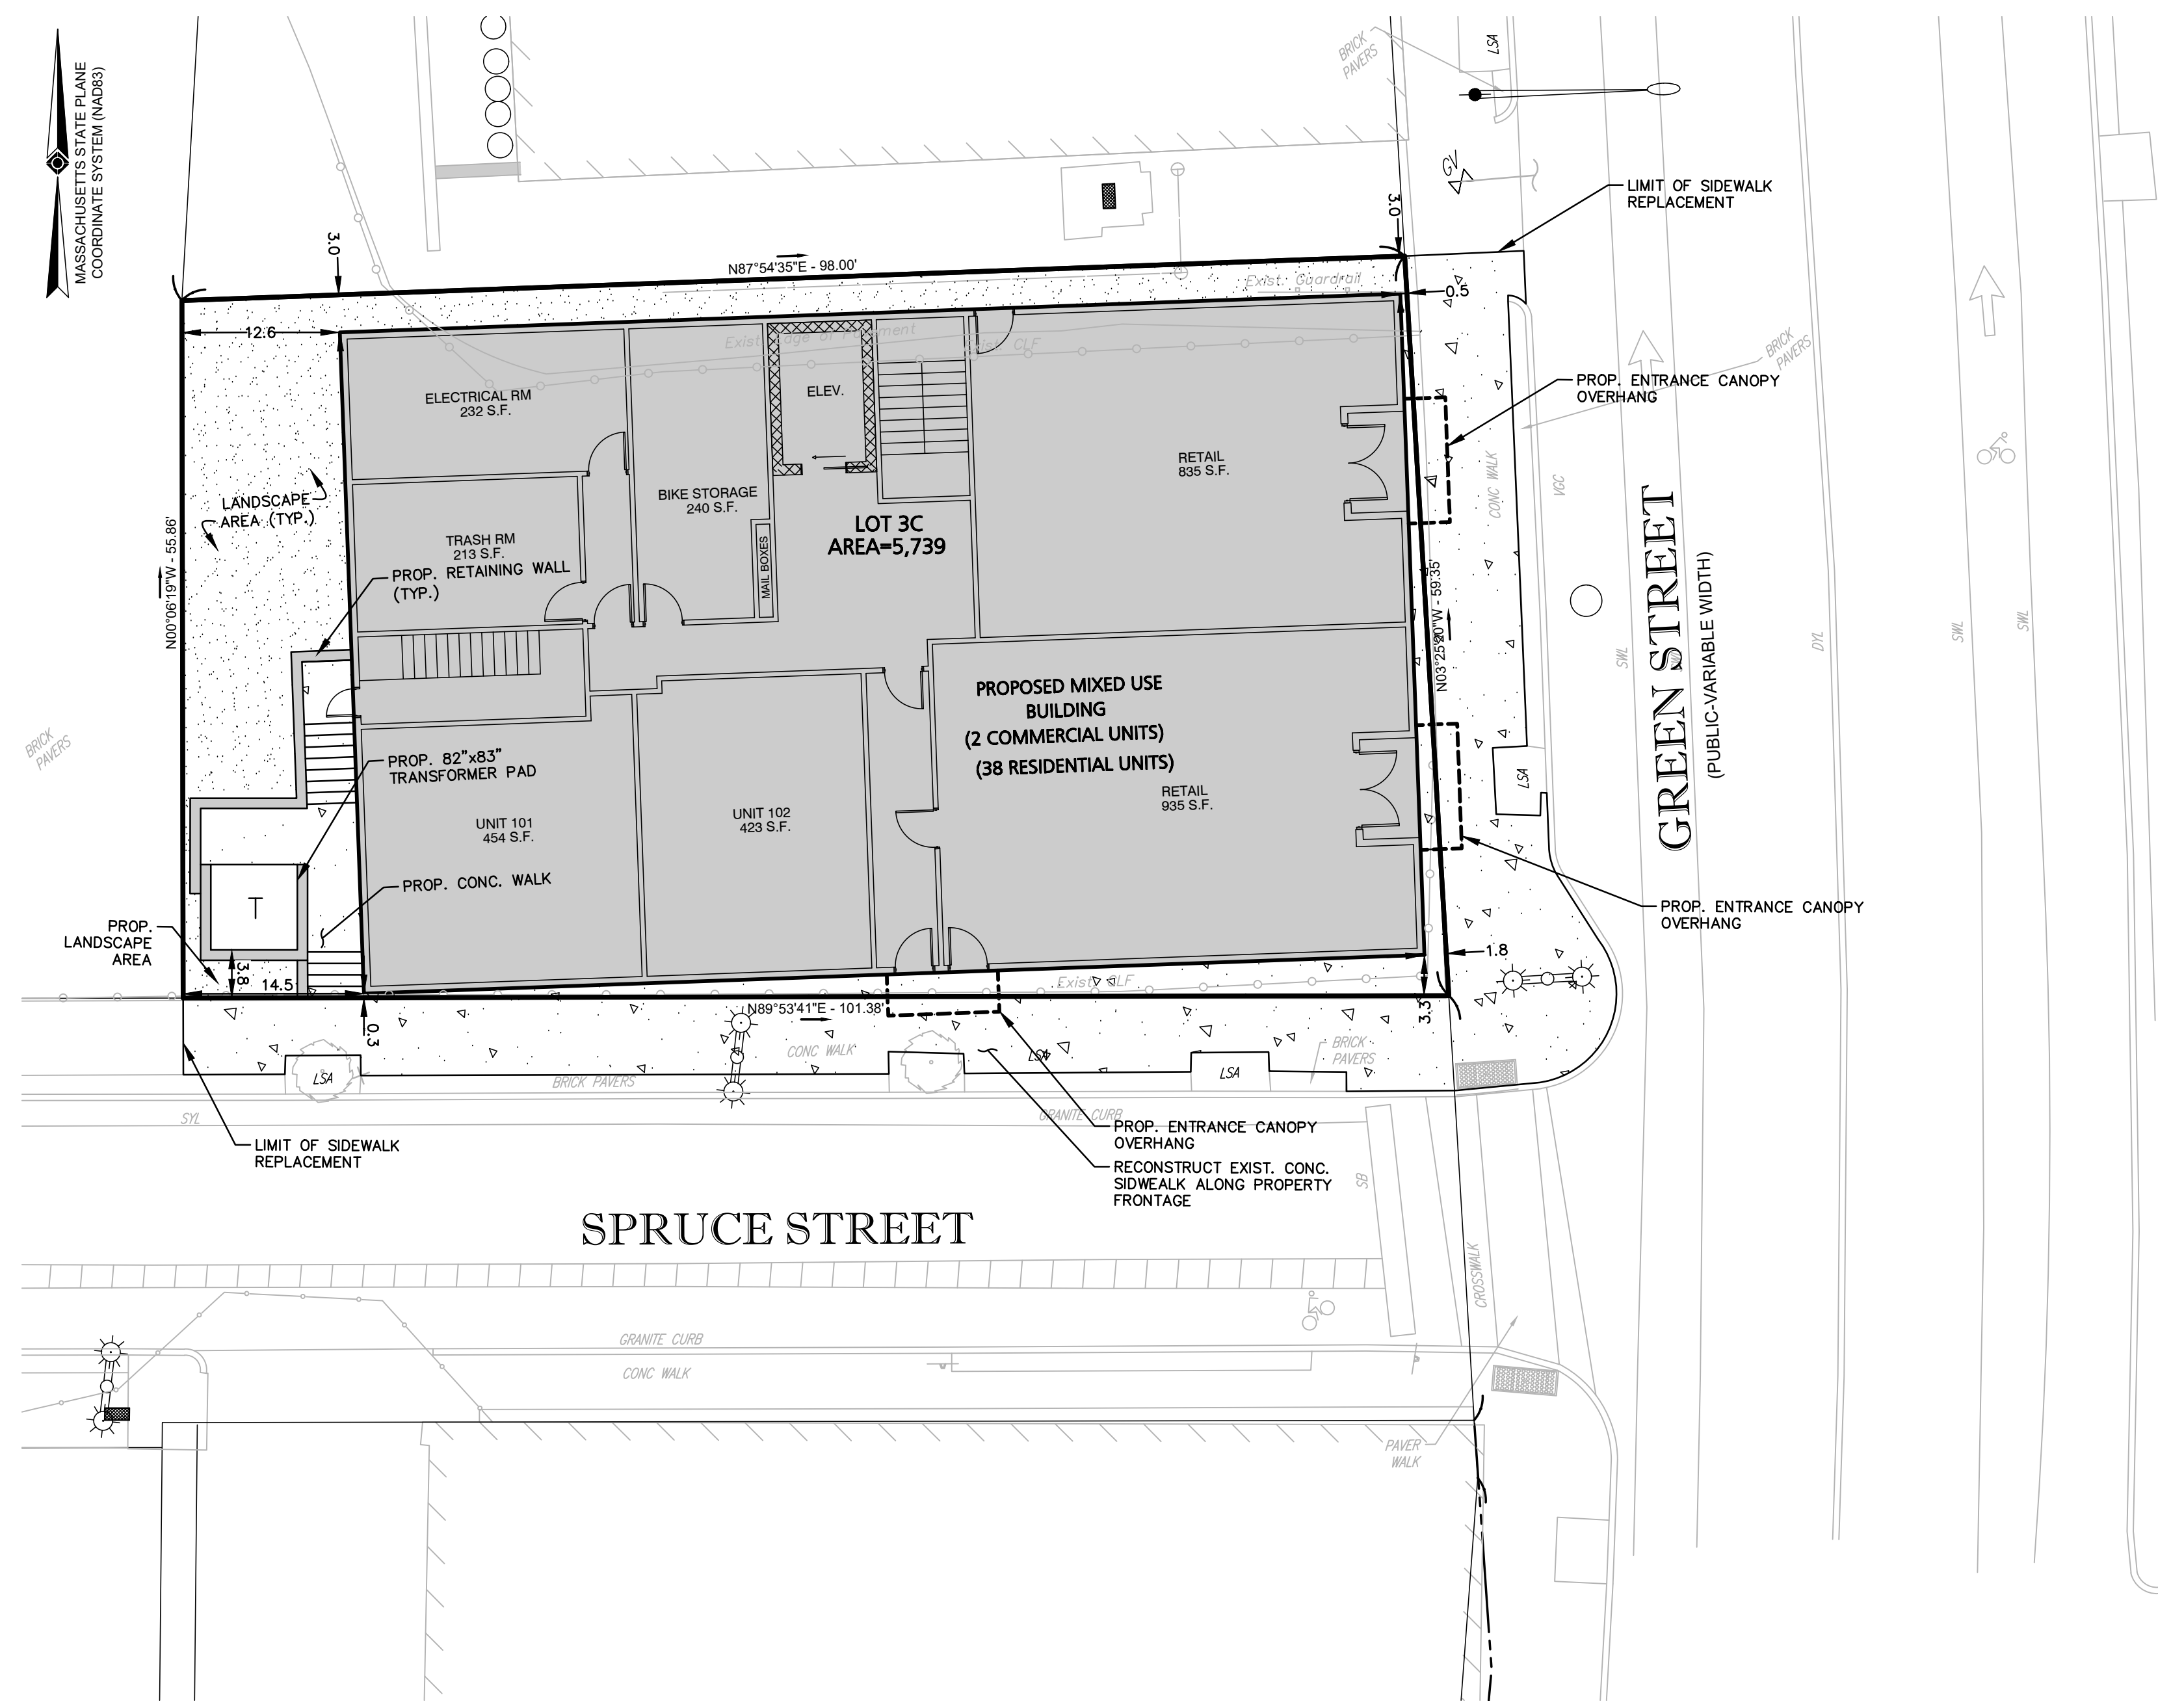 MASSACHUSETTS STATE PLANE
COORDINATE SYSTEM (NAD83)
BRICK
PAVERS
LSA
GV
LIMIT OF SIDEWALK
REPLACEMENT
3.0
3.0
N87°54'35"E - 98.00'
Exist. Guardrail
0.5
12.6
Exist. Edge of Pavement
Exist. CLF
BRICK
PAVERS
PROP. ENTRANCE CANOPY
OVERHANG
ELECTRICAL RM
232 S.F.
ELEV.
RETAIL
835 S.F.
LANDSCAPE
AREA (TYP.)
BIKE STORAGE
240 S.F.
LOT 3C
AREA=5,739
TRASH RM
213 S.F.
MAIL BOXES
PROP. RETAINING WALL
(TYP.)
N00°06'19"W - 55.86'
N03°25'20"W - 59.35'
CONC WALK
VGC
GREEN STREET
(PUBLIC-VARIABLE WIDTH)
SWL
DYL
SWL
SWL
BRICK
PAVERS
PROPOSED MIXED USE
BUILDING
(2 COMMERCIAL UNITS)
(38 RESIDENTIAL UNITS)
PROP. 82"x83"
TRANSFORMER PAD
RETAIL
935 S.F.
LSA
UNIT 101
454 S.F.
UNIT 102
423 S.F.
PROP. CONC. WALK
T
PROP. ENTRANCE CANOPY
OVERHANG
PROP.
LANDSCAPE
AREA
3.8
14.5
1.8
Exist. CLF
N89°53'41"E - 101.38'
0.3
3.3
CONC WALK
LSA
BRICK
PAVERS
LSA
BRICK PAVERS
LSA
SYL
GRANITE CURB
PROP. ENTRANCE CANOPY
OVERHANG
LIMIT OF SIDEWALK
REPLACEMENT
RECONSTRUCT EXIST. CONC.
SIDWEALK ALONG PROPERTY
FRONTAGE
SB
SPRUCE STREET
CROSSWALK
GRANITE CURB
CONC WALK
PAVER
WALK